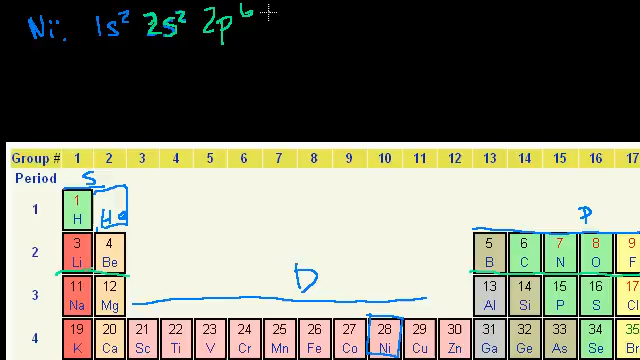 Ni: 1s² 2s² 2p⁶
Group # 1 2 3 4 5 6 7 8 9 10 11 12 13 14 15 16 17
Period S
1 1 H He P
2 3 Li 4 Be 5 B 6 C 7 N 8 O 9 F
D
3 11 Na 12 Mg 13 Al 14 Si 15 P 16 S 17 Cl
4 19 K 20 Ca 21 Sc 22 Ti 23 V 24 Cr 25 Mn 26 Fe 27 Co 28 Ni 29 Cu 30 Zn 31 Ga 32 Ge 33 As 34 Se 35 Br